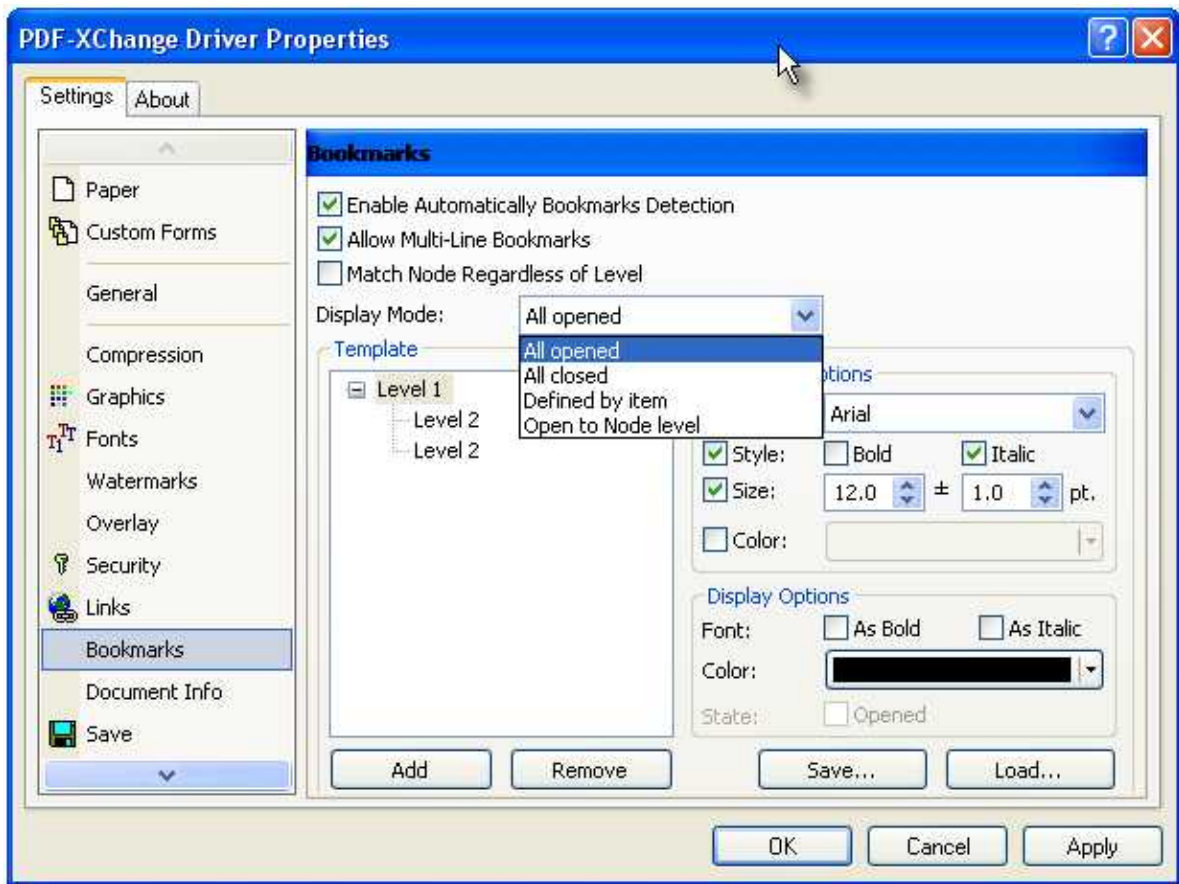 PDF-XChange Driver Properties
Settings
About
Paper
Custom Forms
General
Compression
Graphics
Fonts
Watermarks
Overlay
Security
Links
Bookmarks
Document Info
Save
Bookmarks
Enable Automatically Bookmarks Detection
Allow Multi-Line Bookmarks
Match Node Regardless of Level
Display Mode: All opened
All opened
All closed
Defined by item
Open to Node level
Template
Level 1
Level 2
Level 2
Arial
Style: Bold Italic
Size: 12.0 ± 1.0 pt.
Color:
Display Options
Font: As Bold As Italic
Color:
State: Opened
Add Remove Save... Load...
OK Cancel Apply